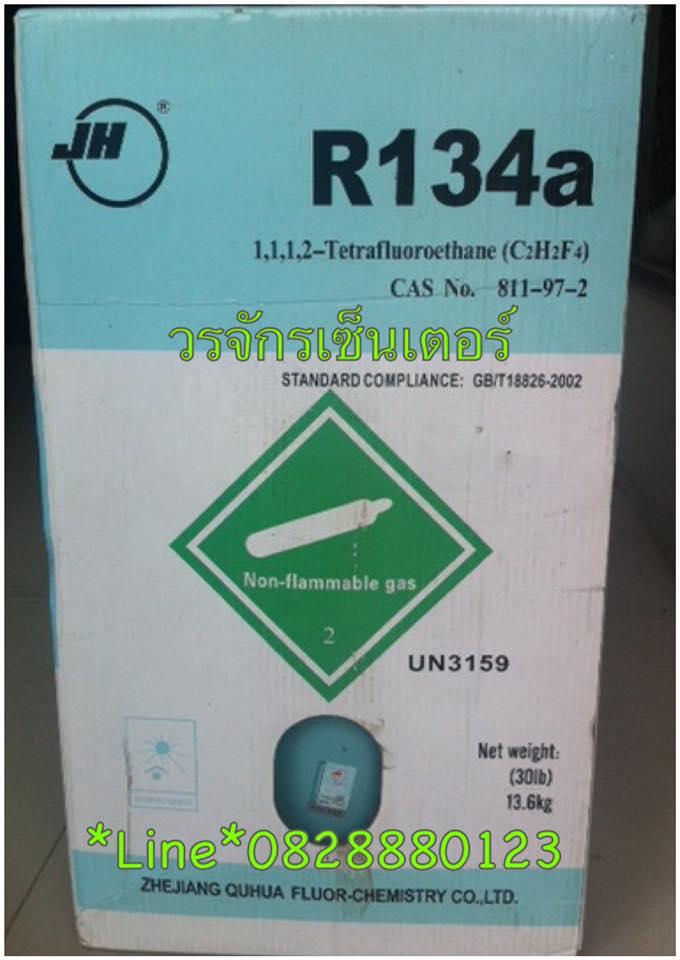 JH ®
R134a
1,1,1,2-Tetrafluoroethane (C2H2F4)
CAS No. 811-97-2
วรจักรเซ็นเตอร์
STANDARD COMPLIANCE: GB/T18826-2002
Non-flammable gas
2
UN3159
Net weight:
(30lb)
13.6kg
*Line*0828880123
ZHEJIANG QUHUA FLUOR-CHEMISTRY CO.,LTD.